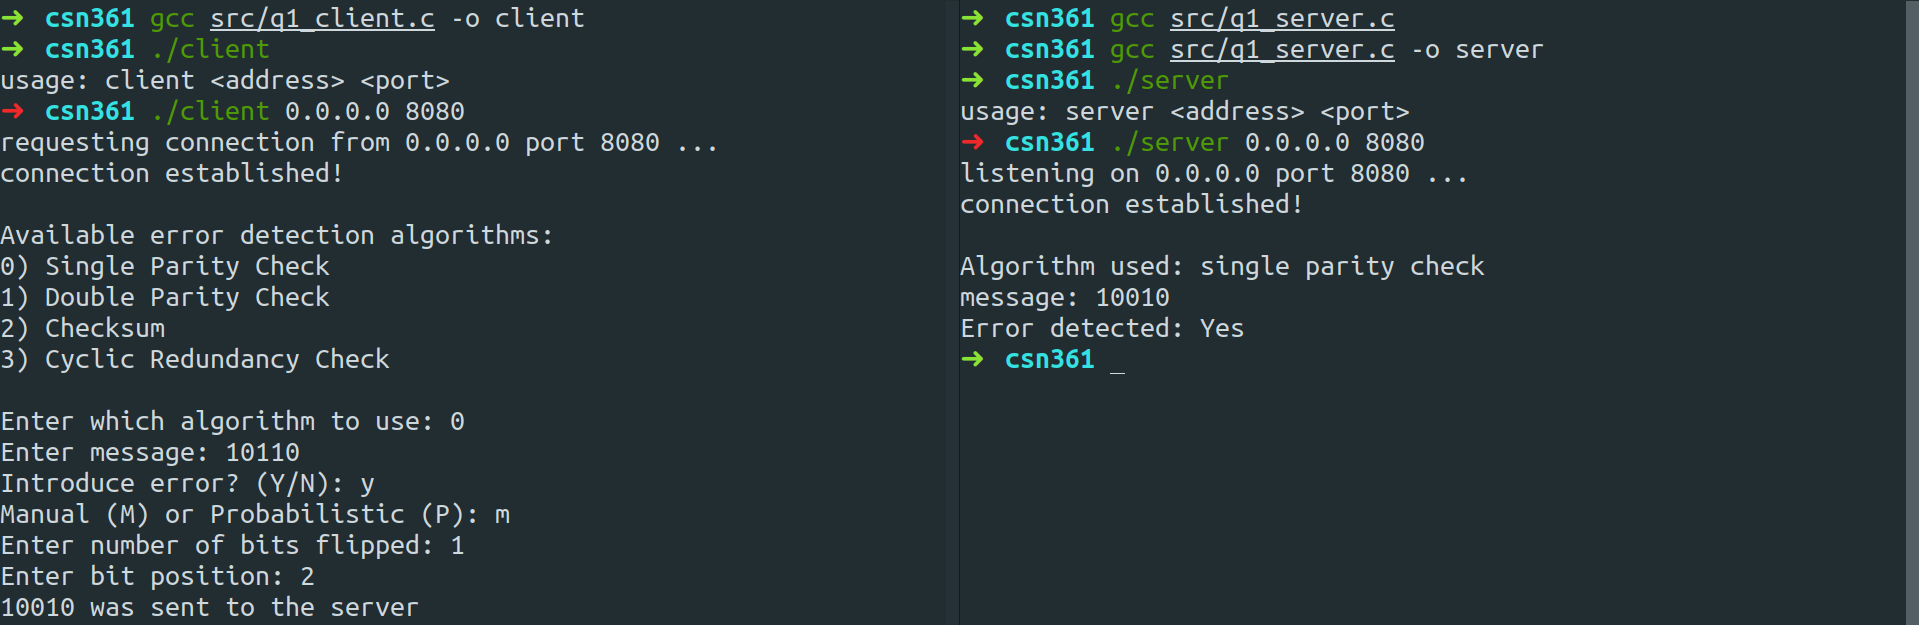 ➜ csn361 gcc src/q1_client.c -o client
➜ csn361 ./client
usage: client <address> <port>
➜ csn361 ./client 0.0.0.0 8080
requesting connection from 0.0.0.0 port 8080 ...
connection established!

Available error detection algorithms:
0) Single Parity Check
1) Double Parity Check
2) Checksum
3) Cyclic Redundancy Check

Enter which algorithm to use: 0
Enter message: 10110
Introduce error? (Y/N): y
Manual (M) or Probabilistic (P): m
Enter number of bits flipped: 1
Enter bit position: 2
10010 was sent to the server
➜ csn361 gcc src/q1_server.c
➜ csn361 gcc src/q1_server.c -o server
➜ csn361 ./server
usage: server <address> <port>
➜ csn361 ./server 0.0.0.0 8080
listening on 0.0.0.0 port 8080 ...
connection established!

Algorithm used: single parity check
message: 10010
Error detected: Yes
➜ csn361 _